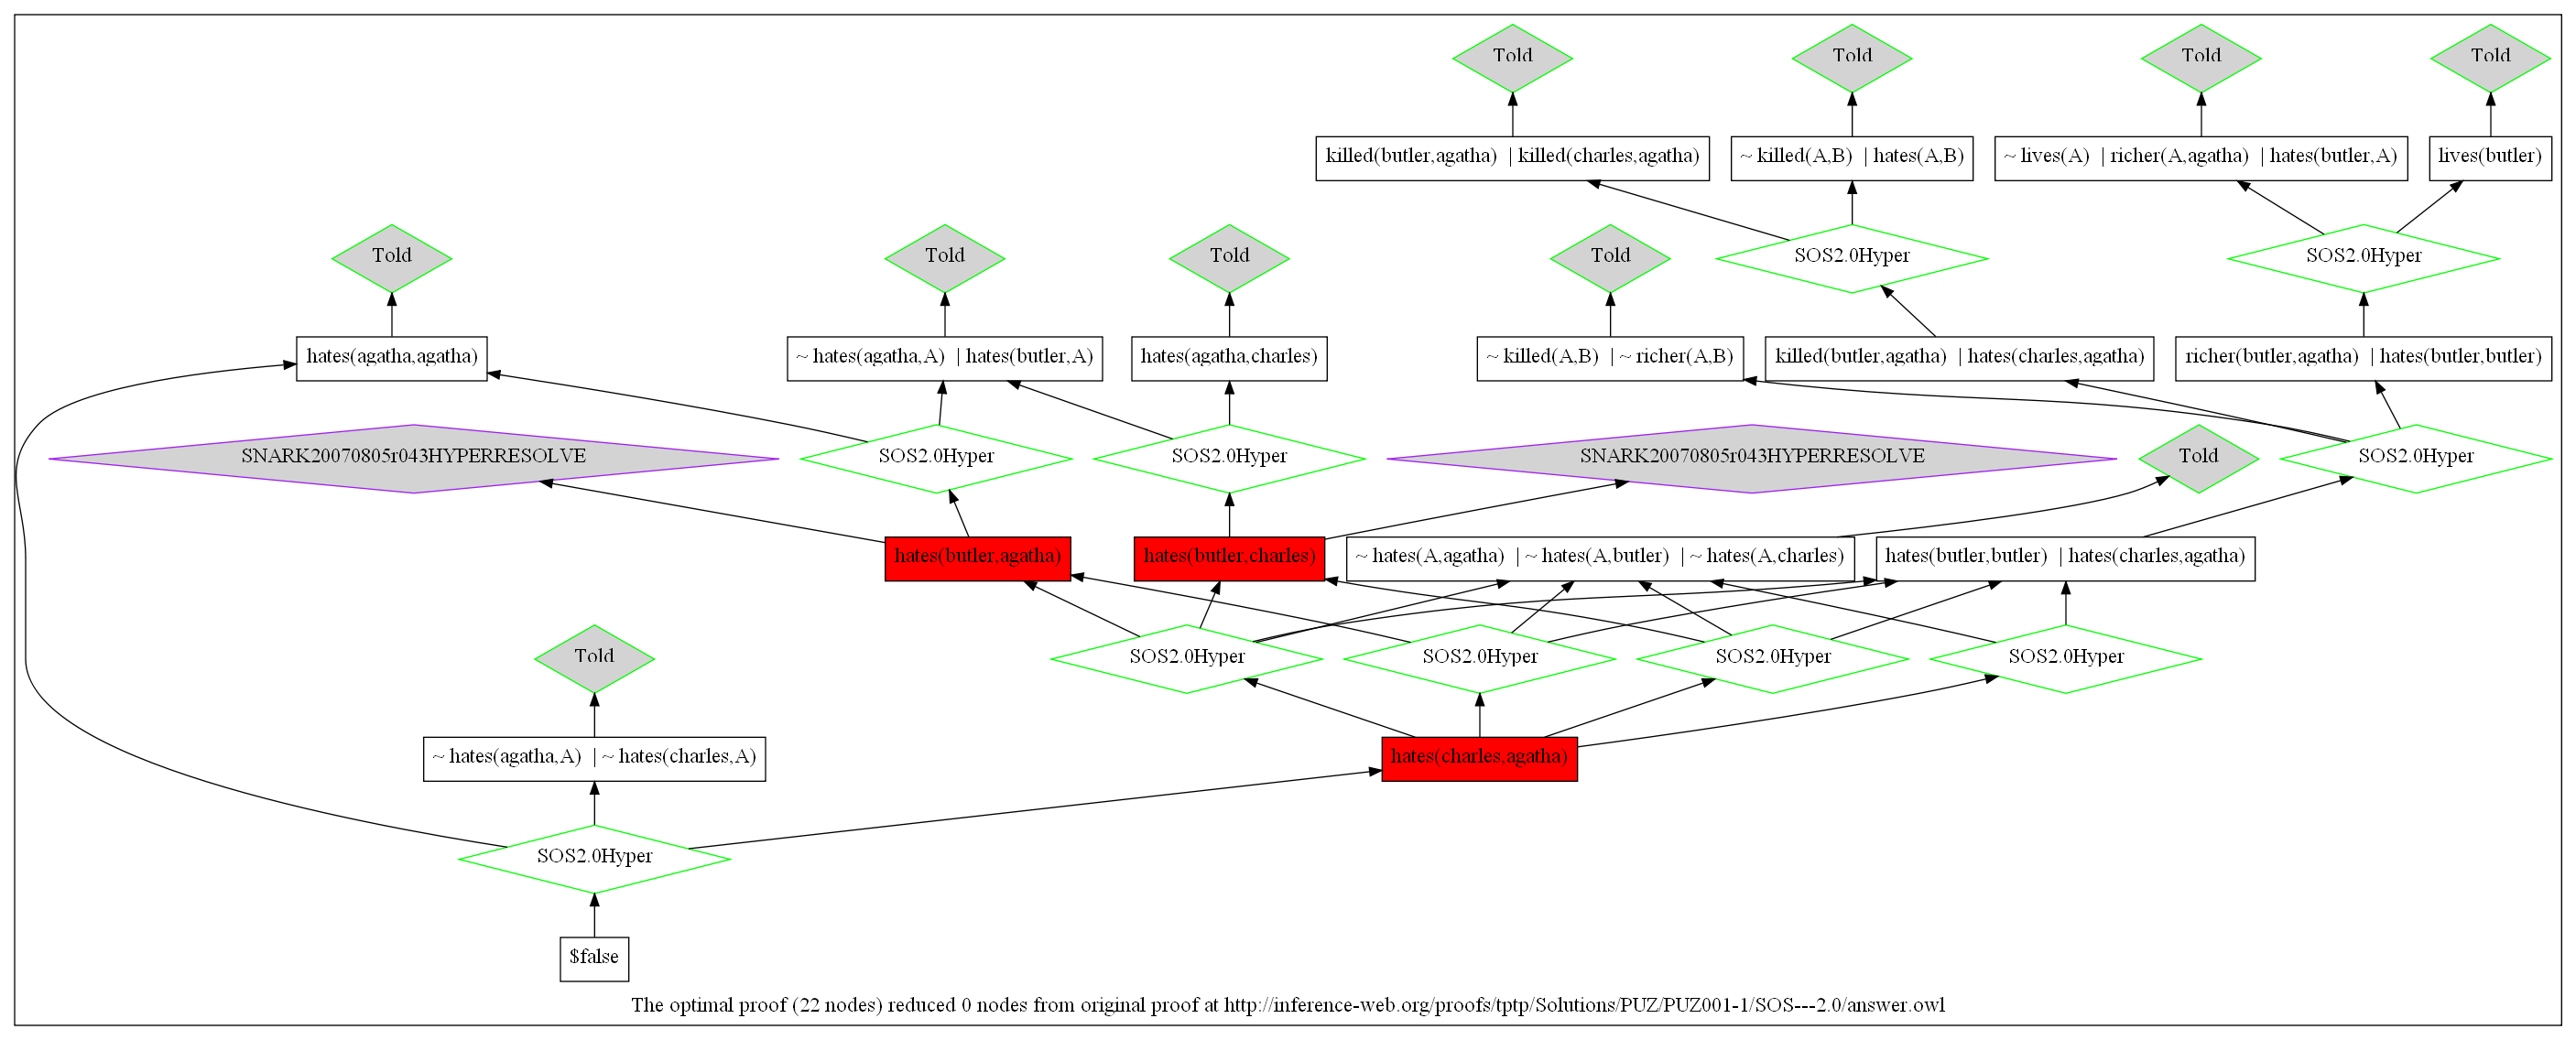 Told
Told
Told
Told
killed(butler,agatha) | killed(charles,agatha)
~ killed(A,B) | hates(A,B)
~ lives(A) | richer(A,agatha) | hates(butler,A)
lives(butler)
Told
Told
Told
Told
SOS2.0Hyper
SOS2.0Hyper
hates(agatha,agatha)
~ hates(agatha,A) | hates(butler,A)
hates(agatha,charles)
~ killed(A,B) | ~ richer(A,B)
killed(butler,agatha) | hates(charles,agatha)
richer(butler,agatha) | hates(butler,butler)
SNARK20070805r043HYPERRESOLVE
SOS2.0Hyper
SOS2.0Hyper
SNARK20070805r043HYPERRESOLVE
Told
SOS2.0Hyper
hates(butler,agatha)
hates(butler,charles)
~ hates(A,agatha) | ~ hates(A,butler) | ~ hates(A,charles)
hates(butler,butler) | hates(charles,agatha)
Told
SOS2.0Hyper
SOS2.0Hyper
SOS2.0Hyper
SOS2.0Hyper
~ hates(agatha,A) | ~ hates(charles,A)
hates(charles,agatha)
SOS2.0Hyper
$false
The optimal proof (22 nodes) reduced 0 nodes from original proof at http://inference-web.org/proofs/tptp/Solutions/PUZ/PUZ001-1/SOS---2.0/answer.owl